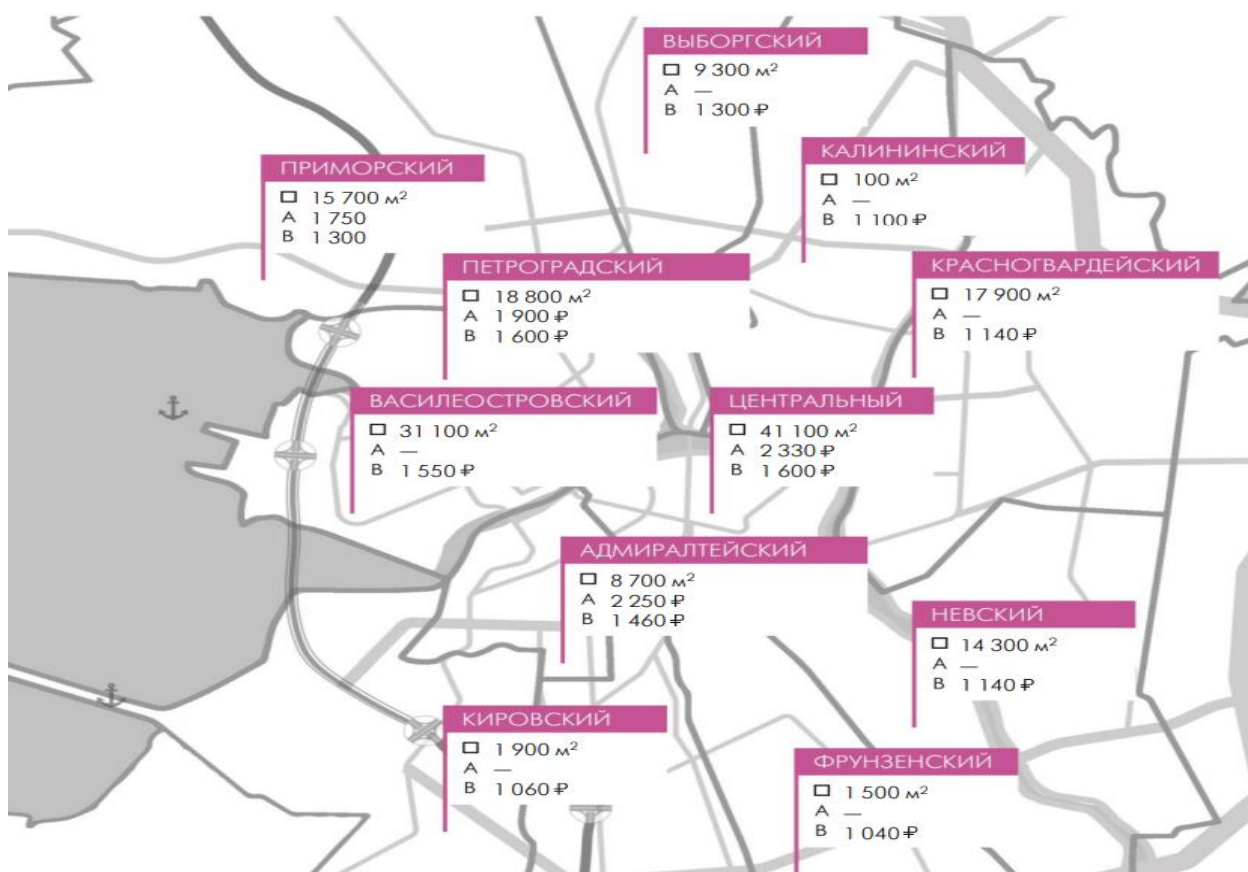 ВЫБОРГСКИЙ
□ 9 300 м²
А —
В 1 300 ₽
КАЛИНИНСКИЙ
□ 100 м²
А —
В 1 100 ₽
ПРИМОРСКИЙ
□ 15 700 м²
А 1 750
В 1 300
ПЕТРОГРАДСКИЙ
□ 18 800 м²
А 1 900 ₽
В 1 600 ₽
КРАСНОГВАРДЕЙСКИЙ
□ 17 900 м²
А —
В 1 140 ₽
ВАСИЛЕОСТРОВСКИЙ
□ 31 100 м²
А —
В 1 550 ₽
ЦЕНТРАЛЬНЫЙ
□ 41 100 м²
А 2 330 ₽
В 1 600 ₽
АДМИРАЛТЕЙСКИЙ
□ 8 700 м²
А 2 250 ₽
В 1 460 ₽
НЕВСКИЙ
□ 14 300 м²
А —
В 1 140 ₽
КИРОВСКИЙ
□ 1 900 м²
А —
В 1 060 ₽
ФРУНЗЕНСКИЙ
□ 1 500 м²
А —
В 1 040 ₽